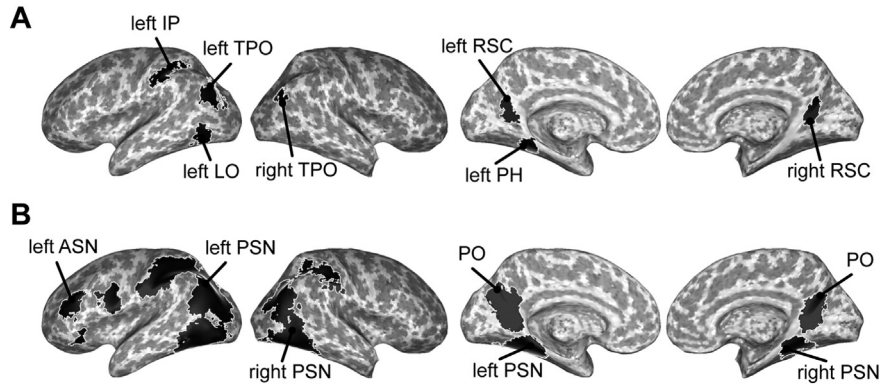 A
left IP
left TPO
left LO
right TPO
left RSC
left PH
right RSC
B
left ASN
left PSN
right PSN
PO
left PSN
PO
right PSN